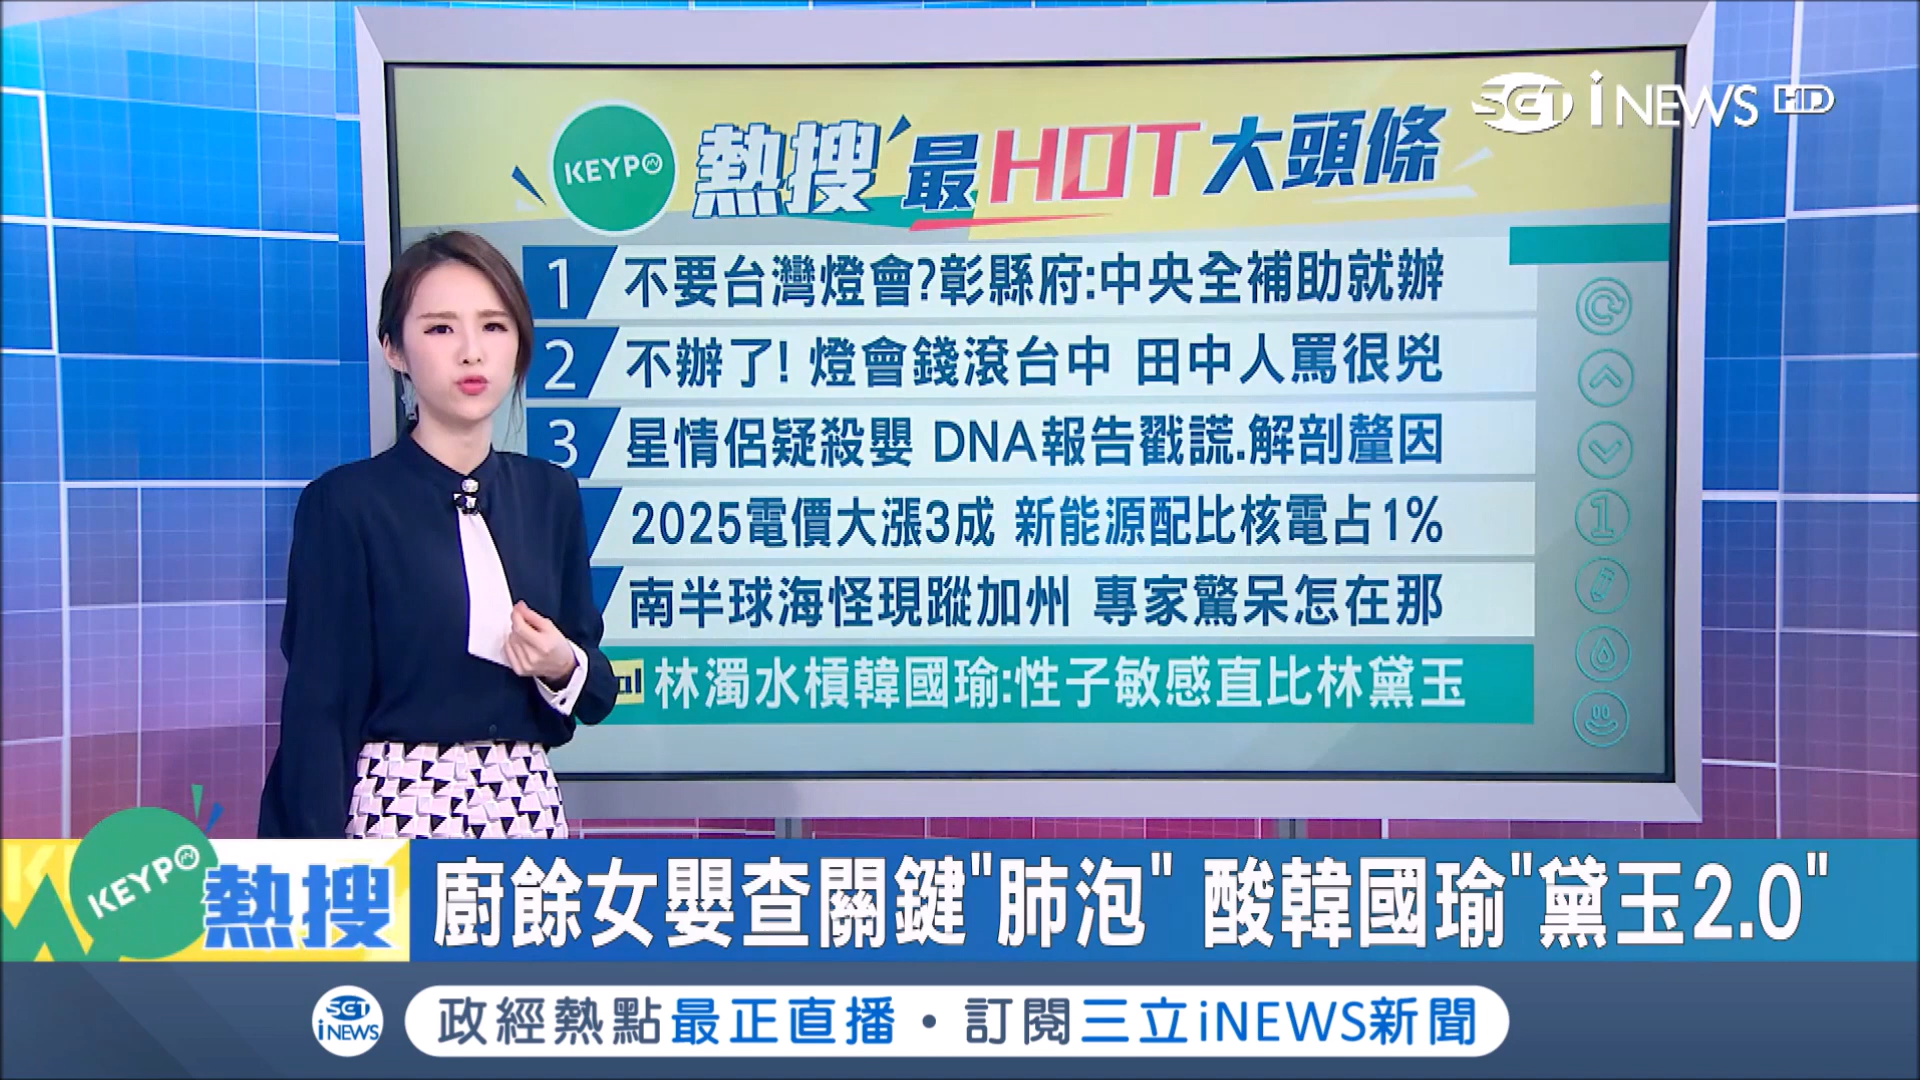 SET iNEWS HD
KEYPO 熱搜 最HOT大頭條
1 不要台灣燈會?彰縣府:中央全補助就辦
2 不辦了! 燈會錢滾台中 田中人罵很兇
3 星情侶疑殺嬰 DNA報告戳謊.解剖釐因
2025電價大漲3成 新能源配比核電占1%
南半球海怪現蹤加州 專家驚呆怎在那
林濁水槓韓國瑜:性子敏感直比林黛玉
KEYPO 熱搜
廚餘女嬰查關鍵"肺泡" 酸韓國瑜"黛玉2.0"
SET iNEWS
政經熱點最正直播・訂閱三立iNEWS新聞